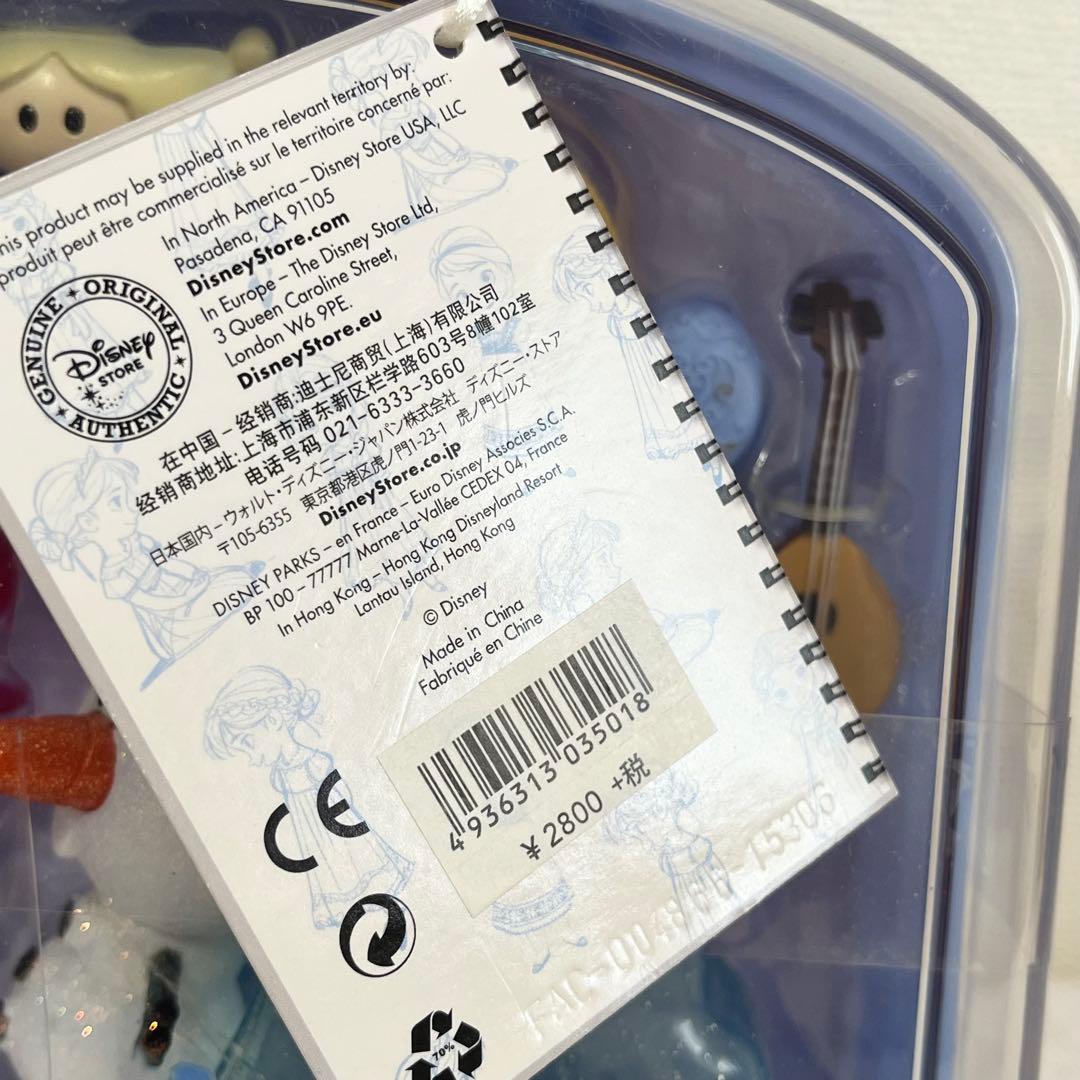 his product may be supplied in the relevant territory by:
produit peut être commercialisé sur le territoire concerné par:
In North America – Disney Store USA, LLC
Pasadena, CA 91105
DisneyStore.com
In Europe – The Disney Store Ltd,
3 Queen Caroline Street,
London W6 9PE.
DisneyStore.eu
GENUINE ORIGINAL
Disney
STORE
AUTHENTIC
在中国 – 经销商:迪士尼商贸(上海)有限公司
经销商地址:上海市浦东新区栏学路603号8幢102室
电话号码 021-6333-3660
日本国内 – ウォルト・ディズニー・ジャパン株式会社 ディズニー・ストア
〒105-6355 東京都港区虎ノ門1-23-1 虎ノ門ヒルズ
DisneyStore.co.jp
DISNEY PARKS – en France – Euro Disney Associes S.C.A.
BP 100 – 77777 Marne-La-Vallée CEDEX 04, France
In Hong Kong – Hong Kong Disneyland Resort
Lantau Island, Hong Kong
© Disney
Made in China
Fabriqué en Chine
4 936313 035018
¥ 2800 +税
CE
70%